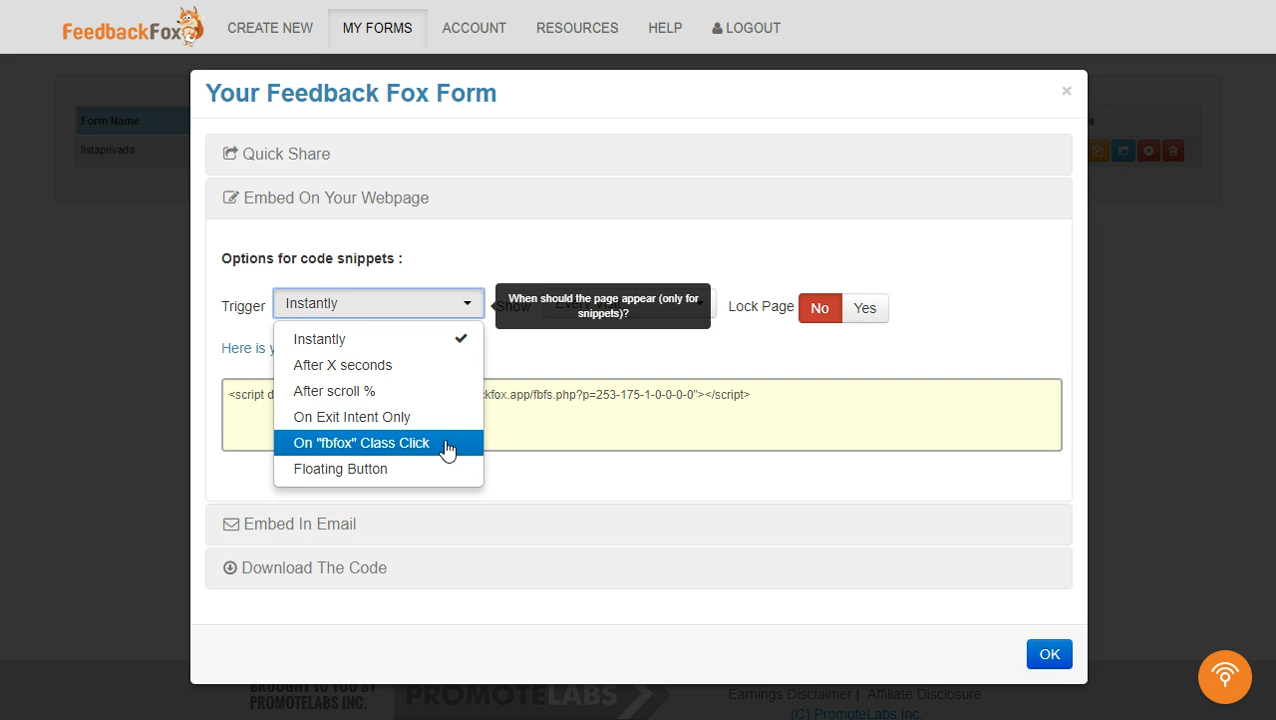 FeedbackFox
CREATE NEW
MY FORMS
ACCOUNT
RESOURCES
HELP
LOGOUT
Your Feedback Fox Form
×
Form Name
listaprivada
Quick Share
Embed On Your Webpage
Options for code snippets :
Trigger
Instantly
Show
When should the page appear (only for
snippets)?
Lock Page
No
Yes
Instantly
After X seconds
After scroll %
On Exit Intent Only
On "fbfox" Class Click
Floating Button
Here is
<script d
ckfox.app/fbfs.php?p=253-175-1-0-0-0-0"></script>
Embed In Email
Download The Code
OK
BROUGHT TO YOU BY
PROMOTELABS INC.
PROMOTELABS
Earnings Disclaimer | Affiliate Disclosure
(C) PromoteLabs Inc